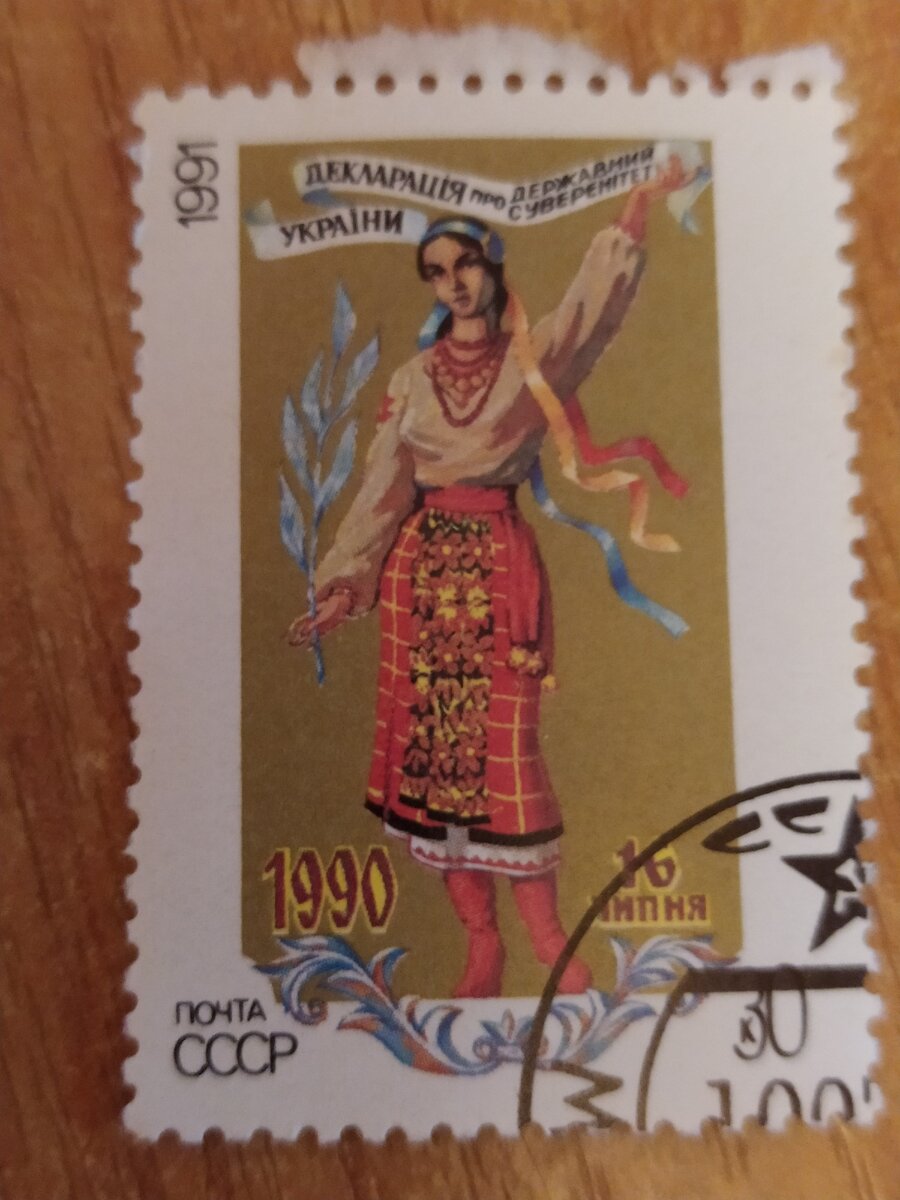 1991
ДЕКЛАРАЦІЯ ПРО ДЕРЖАВНИЙ
СУВЕРЕНІТЕТ
УКРАЇНИ
1990
16
ЛИПНЯ
ПОЧТА
СССР
30
к